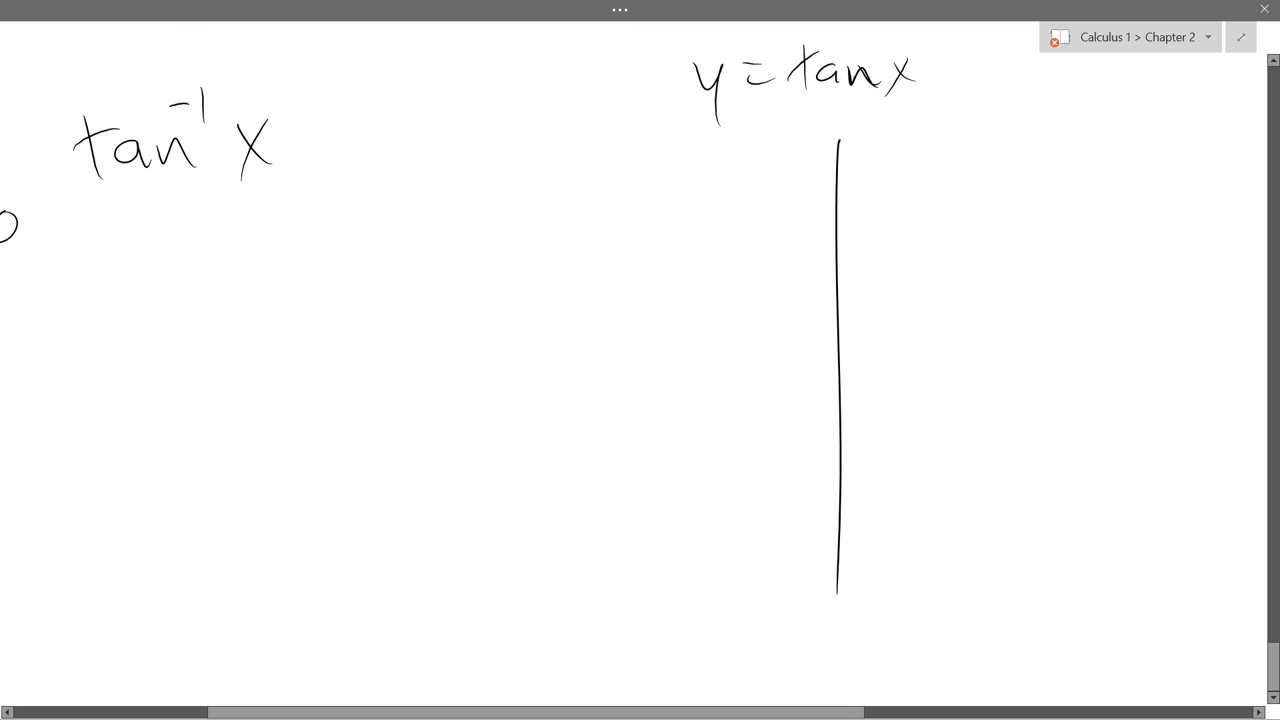 Calculus 1 > Chapter 2
y = tan x
tan⁻¹ x